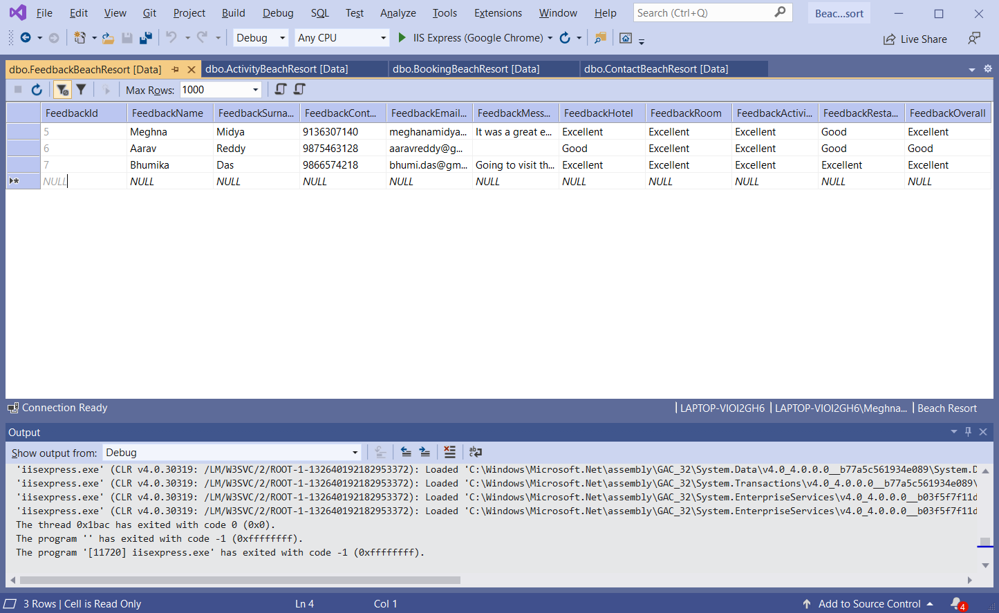 File Edit View Git Project Build Debug SQL Test Analyze Tools Extensions Window Help Search (Ctrl+Q) Beac...sort
Debug Any CPU IIS Express (Google Chrome) Live Share
dbo.FeedbackBeachResort [Data] dbo.ActivityBeachResort [Data] dbo.BookingBeachResort [Data] dbo.ContactBeachResort [Data]
Max Rows: 1000
FeedbackId FeedbackName FeedbackSurna... FeedbackCont... FeedbackEmail... FeedbackMess... FeedbackHotel FeedbackRoom FeedbackActivi... FeedbackResta... FeedbackOverall
5 Meghna Midya 9136307140 meghanamidya... It was a great e... Excellent Excellent Excellent Good Excellent
6 Aarav Reddy 9875463128 aaravreddy@g... Good Excellent Excellent Good Good
7 Bhumika Das 9866574218 bhumi.das@gm... Going to visit th... Excellent Excellent Excellent Excellent Excellent
NULL NULL NULL NULL NULL NULL NULL NULL NULL NULL NULL
Connection Ready LAPTOP-VIOI2GH6 LAPTOP-VIOI2GH6\Meghna... Beach Resort
Output
Show output from: Debug
'iisexpress.exe' (CLR v4.0.30319: /LM/W3SVC/2/ROOT-1-132640192182953372): Loaded 'C:\Windows\Microsoft.Net\assembly\GAC_32\System.Data\v4.0_4.0.0.0__b77a5c561934e089\System.D
'iisexpress.exe' (CLR v4.0.30319: /LM/W3SVC/2/ROOT-1-132640192182953372): Loaded 'C:\Windows\Microsoft.Net\assembly\GAC_32\System.Transactions\v4.0_4.0.0.0__b77a5c561934e089\
'iisexpress.exe' (CLR v4.0.30319: /LM/W3SVC/2/ROOT-1-132640192182953372): Loaded 'C:\Windows\Microsoft.Net\assembly\GAC_32\System.EnterpriseServices\v4.0_4.0.0.0__b03f5f7f11d
'iisexpress.exe' (CLR v4.0.30319: /LM/W3SVC/2/ROOT-1-132640192182953372): Loaded 'C:\Windows\Microsoft.Net\assembly\GAC_32\System.EnterpriseServices\v4.0_4.0.0.0__b03f5f7f11d
The thread 0x1bac has exited with code 0 (0x0).
The program '' has exited with code -1 (0xffffffff).
The program '[11720] iisexpress.exe' has exited with code -1 (0xffffffff).
3 Rows | Cell is Read Only Ln 4 Col 1 Add to Source Control 4